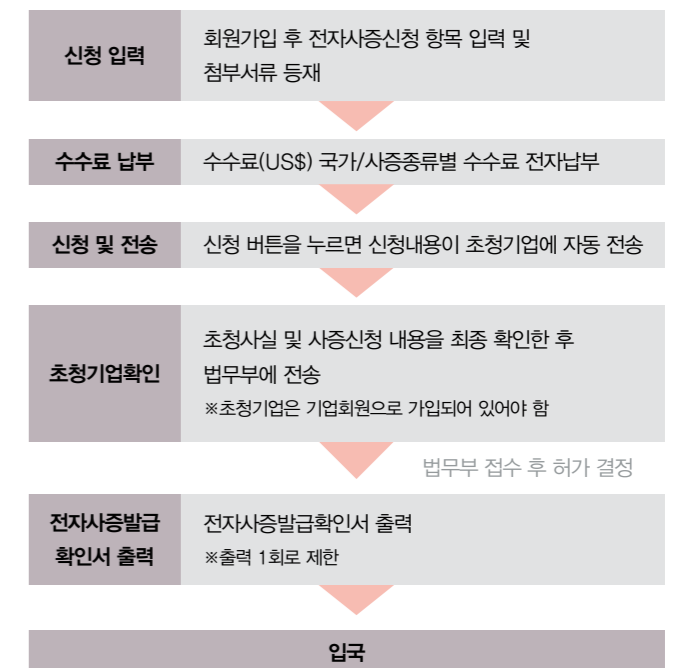 신청 입력
회원가입 후 전자사증신청 항목 입력 및
첨부서류 등재
수수료 납부
수수료(US$) 국가/사증종류별 수수료 전자납부
신청 및 전송
신청 버튼을 누르면 신청내용이 초청기업에 자동 전송
초청기업확인
초청사실 및 사증신청 내용을 최종 확인한 후
법무부에 전송
※초청기업은 기업회원으로 가입되어 있어야 함
법무부 접수 후 허가 결정
전자사증발급
확인서 출력
전자사증발급확인서 출력
※출력 1회로 제한
입국